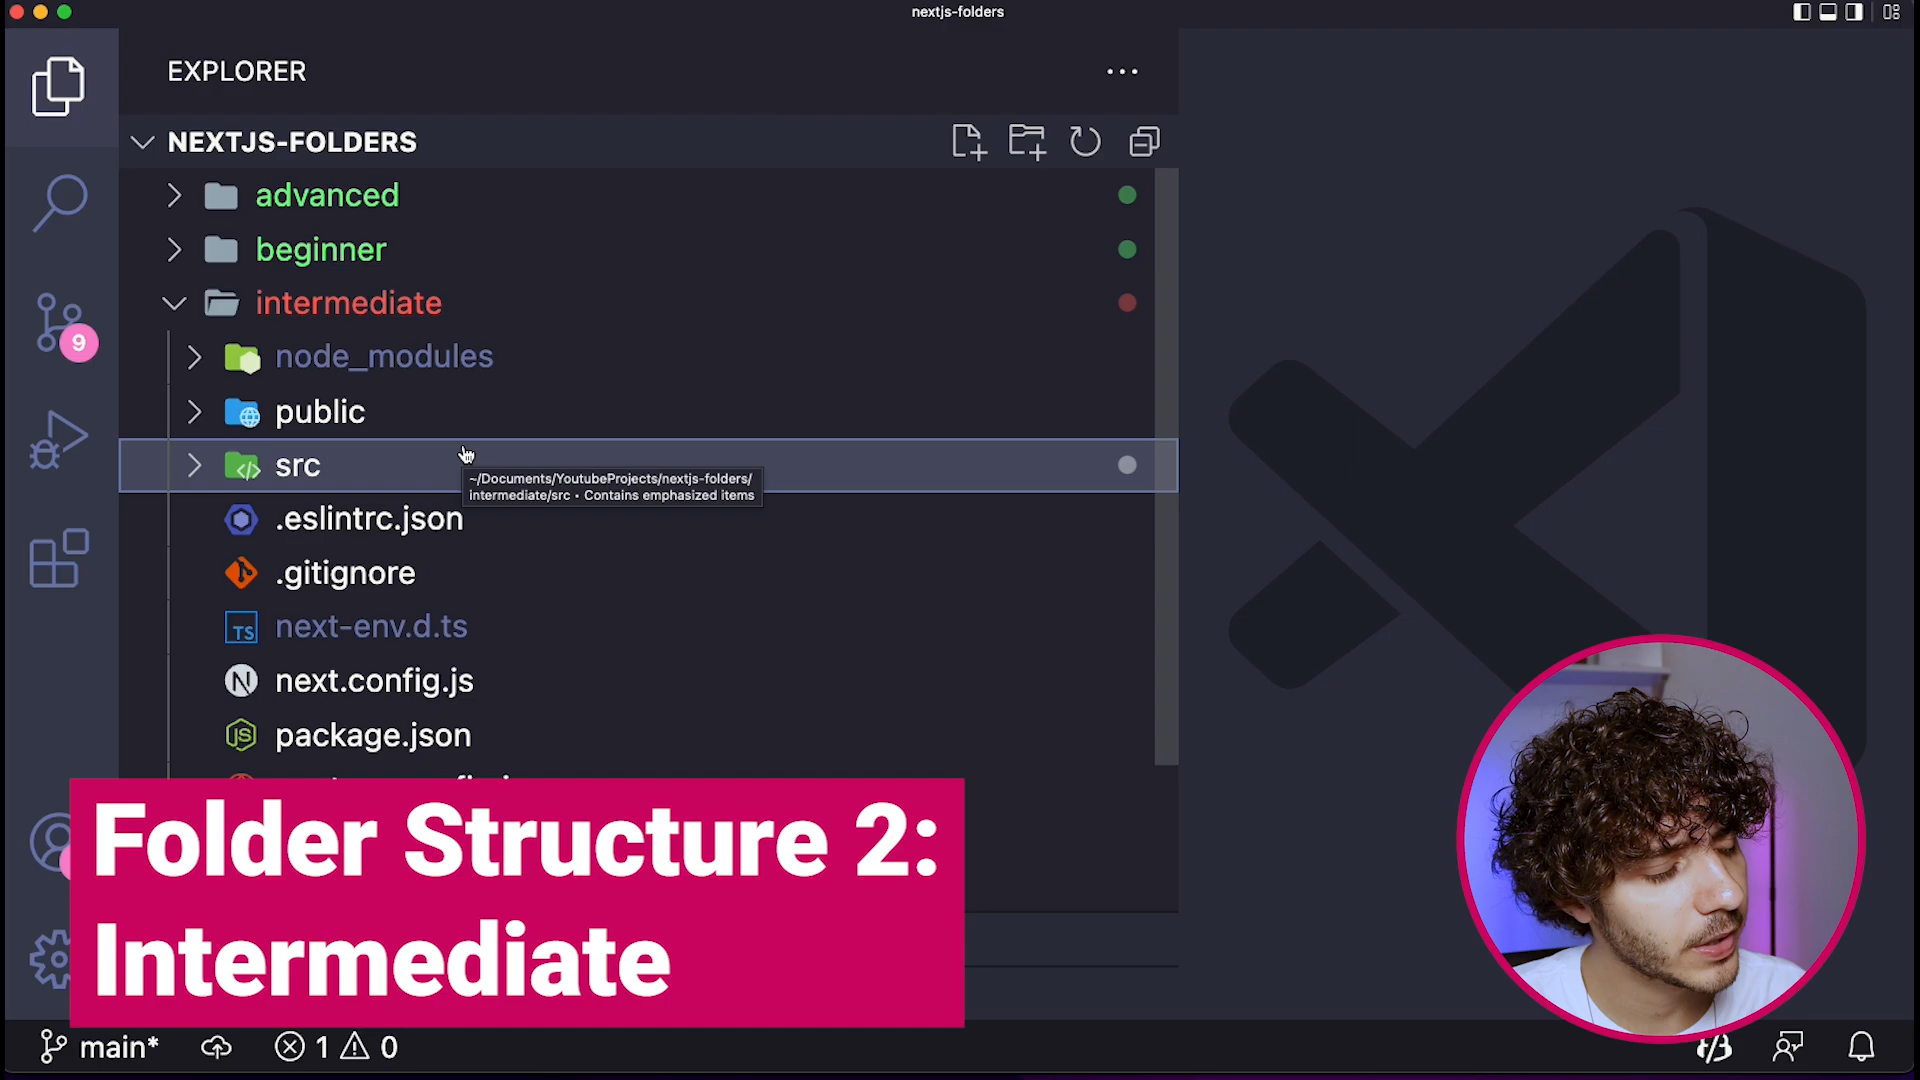 nextjs-folders
EXPLORER
NEXTJS-FOLDERS
advanced
beginner
intermediate
node_modules
public
src
~/Documents/YoutubeProjects/nextjs-folders/
intermediate/src • Contains emphasized items
.eslintrc.json
.gitignore
TS next-env.d.ts
N next.config.js
JS package.json
9
Folder Structure 2:
Intermediate
main* 1 0